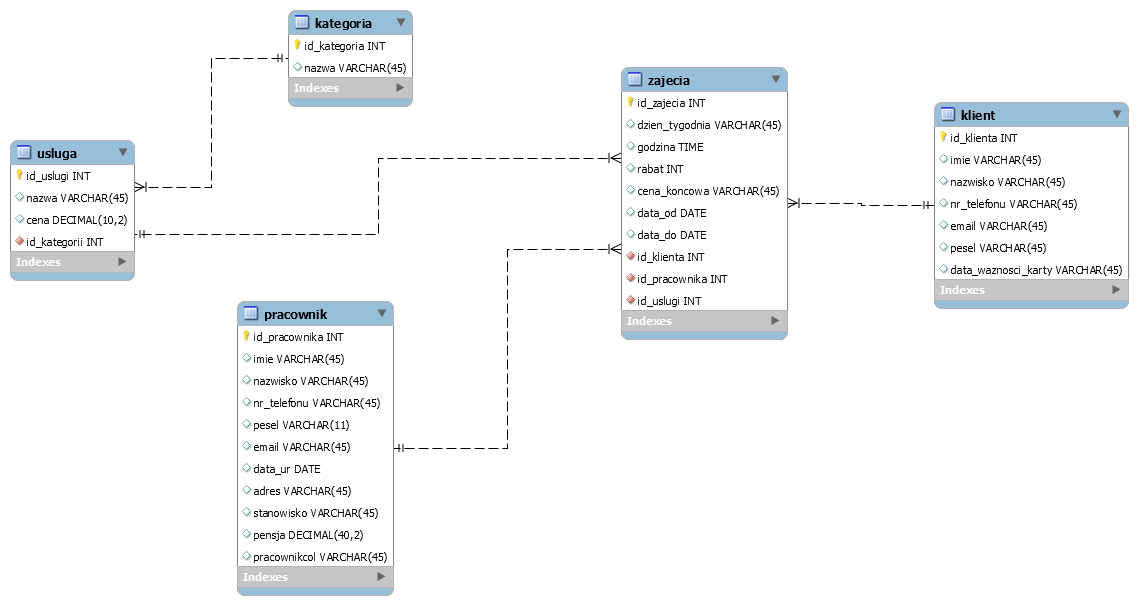 kategoria
id_kategoria INT
nazwa VARCHAR(45)
Indexes
usluga
id_uslugi INT
nazwa VARCHAR(45)
cena DECIMAL(10,2)
id_kategorii INT
Indexes
zajecia
id_zajecia INT
dzien_tygodnia VARCHAR(45)
godzina TIME
rabat INT
cena_koncowa VARCHAR(45)
data_od DATE
data_do DATE
id_klienta INT
id_pracownika INT
id_uslugi INT
Indexes
klient
id_klienta INT
imie VARCHAR(45)
nazwisko VARCHAR(45)
nr_telefonu VARCHAR(45)
email VARCHAR(45)
pesel VARCHAR(45)
data_waznosci_karty VARCHAR(45)
Indexes
pracownik
id_pracownika INT
imie VARCHAR(45)
nazwisko VARCHAR(45)
nr_telefonu VARCHAR(45)
pesel VARCHAR(11)
email VARCHAR(45)
data_ur DATE
adres VARCHAR(45)
stanowisko VARCHAR(45)
pensja DECIMAL(40,2)
pracownikcol VARCHAR(45)
Indexes